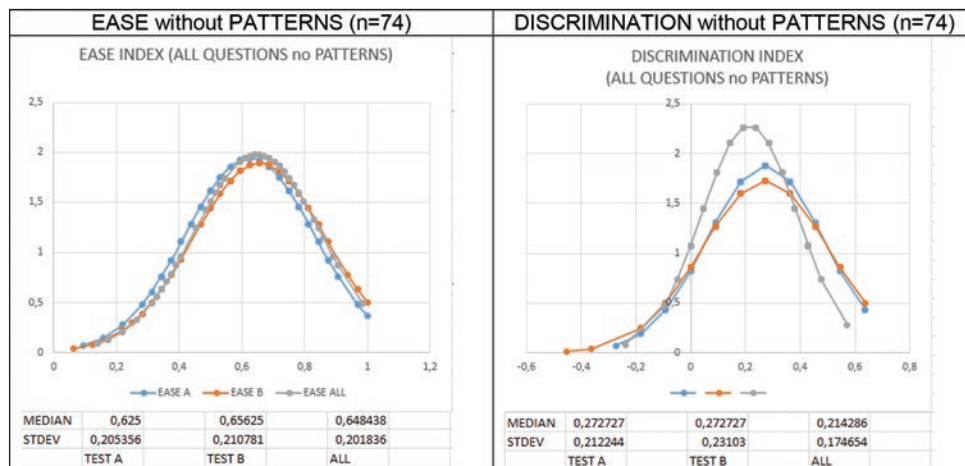 EASE without PATTERNS (n=74)
EASE INDEX (ALL QUESTIONS no PATTERNS)
2,5
2
1,5
1
0,5
0
0 0,2 0,4 0,6 0,8 1 1,2
EASE A EASE B EASE ALL
MEDIAN 0,625 0,65625 0,648438
STDEV 0,205356 0,210781 0,201836
TEST A TEST B ALL
DISCRIMINATION without PATTERNS (n=74)
DISCRIMINATION INDEX
(ALL QUESTIONS no PATTERNS)
2,5
2
1,5
1
0,5
0
-0,6 -0,4 -0,2 0 0,2 0,4 0,6 0,8
MEDIAN 0,272727 0,272727 0,214286
STDEV 0,212244 0,23103 0,174654
TEST A TEST B ALL